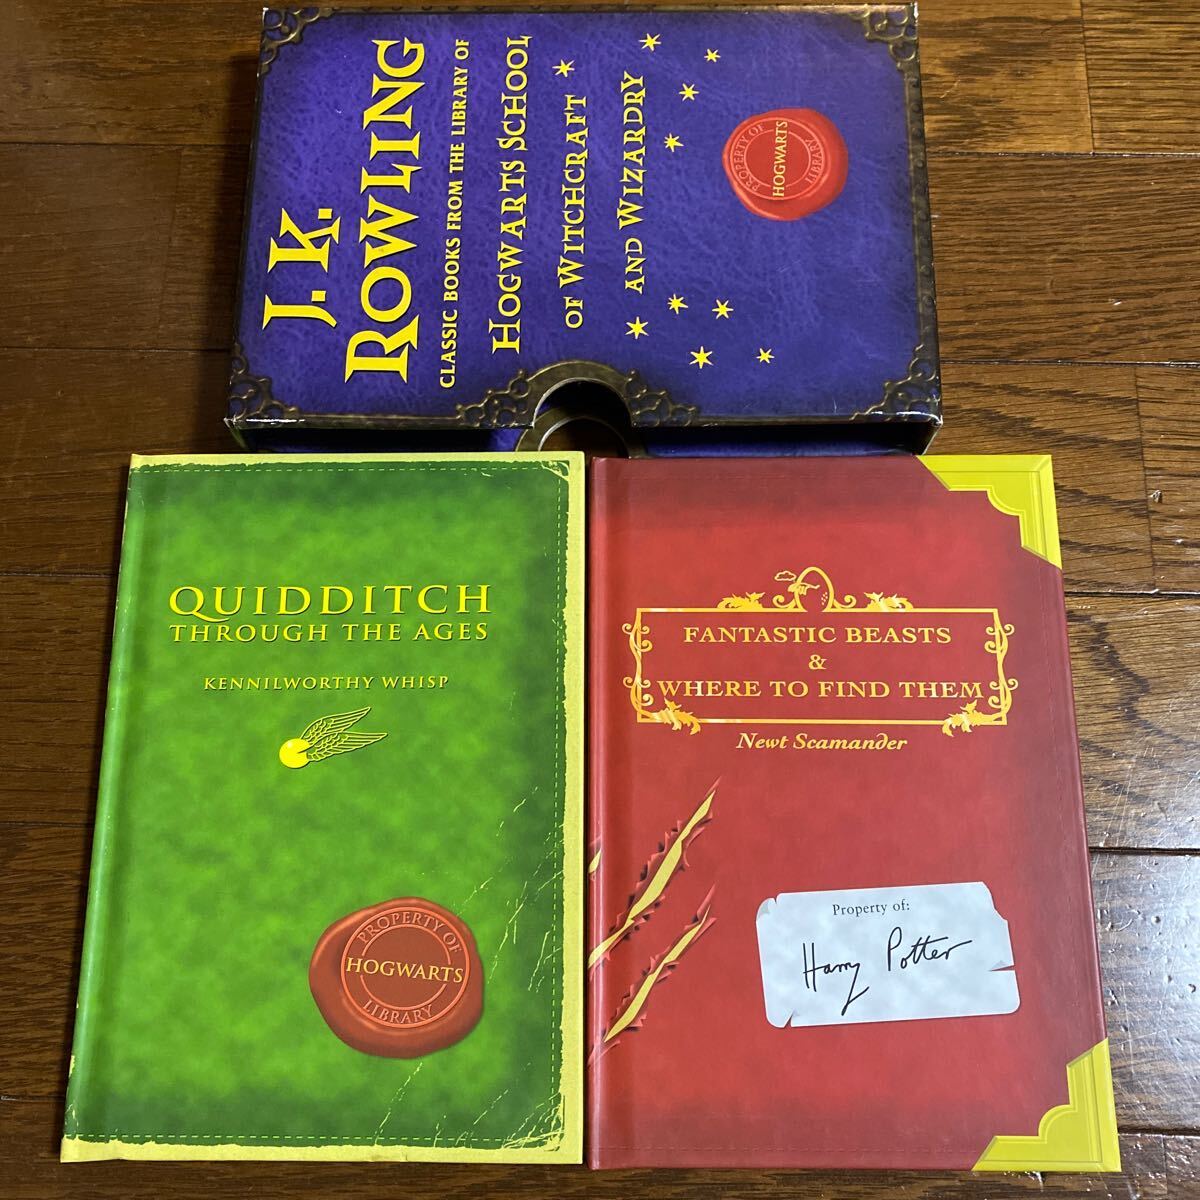 J.K.
ROWLING
CLASSIC BOOKS FROM THE LIBRARY OF
HOGWARTS SCHOOL
OF WITCHCRAFT
AND WIZARDRY
PROPERTY OF
HOGWARTS
LIBRARY
QUIDDITCH
THROUGH THE AGES
KENNILWORTHY WHISP
PROPERTY OF
HOGWARTS
LIBRARY
FANTASTIC BEASTS
&
WHERE TO FIND THEM
Newt Scamander
Property of:
Harry Potter